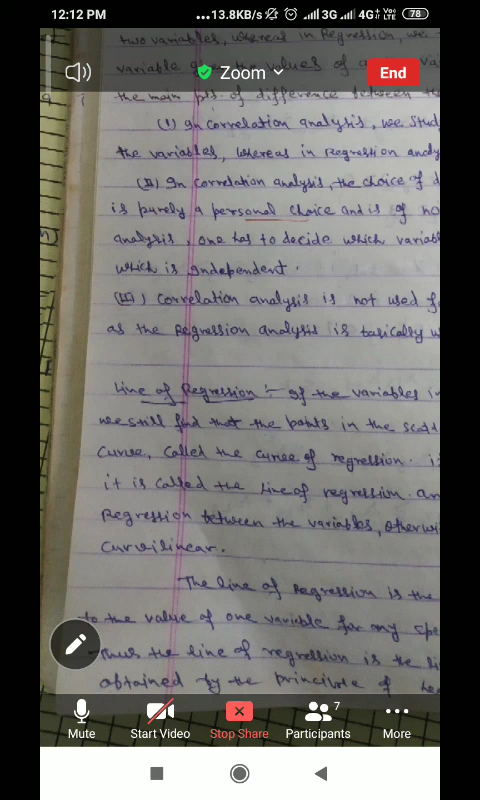 12:12 PM ...13.8KB/s 3G 4G+ Vo LTE 78
two variables, whereas in Regression, we
Zoom
End
variable the values of a va
the main pts of difference between the
(I) In correlation analysis, we stud
the variables, whereas in regression analy
(II) In correlation analysis, the choice of d
is purely a personal choice and is of no
analysis, one has to decide which variab
which is Independent.
(III) Correlation analysis is not used f
as the Regression analysis is basically w
Line of Regression :- If the variables in
we still find that the points in the scatt
Curve, called the curve of regression. I
it is called the line of regression. an
Regression between the variables, otherwi
Curvilinear.
The line of regression is the
to the value of one variable for any spe
Thus the line of regression is the li
obtained by the principle of lea
Mute
Start Video
Stop Share
7
Participants
More